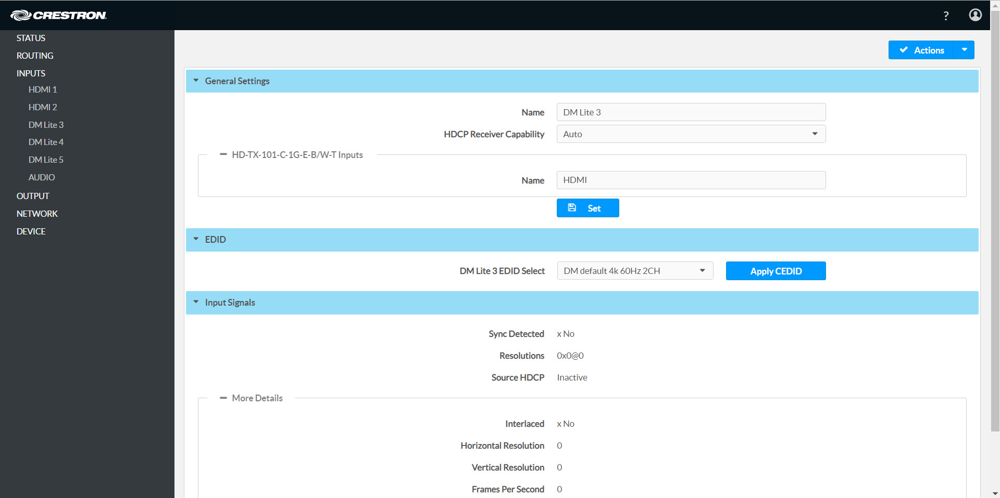 CRESTRON
?
STATUS
ROUTING
INPUTS
HDMI 1
HDMI 2
DM Lite 3
DM Lite 4
DM Lite 5
AUDIO
OUTPUT
NETWORK
DEVICE
Actions
General Settings
Name DM Lite 3
HDCP Receiver Capability Auto
HD-TX-101-C-1G-E-B/W-T Inputs
Name HDMI
Set
EDID
DM Lite 3 EDID Select DM default 4k 60Hz 2CH Apply CEDID
Input Signals
Sync Detected x No
Resolutions 0x0@0
Source HDCP Inactive
More Details
Interlaced x No
Horizontal Resolution 0
Vertical Resolution 0
Frames Per Second 0